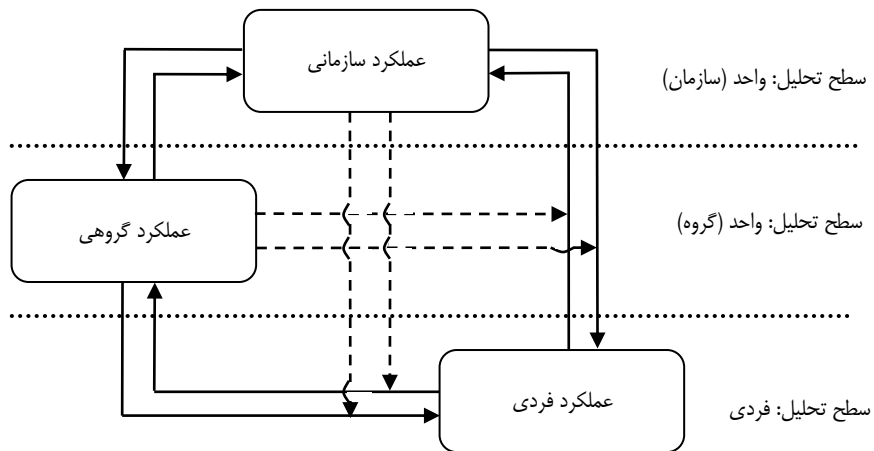 عملکرد سازمانی
سطح تحلیل: واحد (سازمان)
عملکرد گروهی
سطح تحلیل: واحد (گروه)
عملکرد فردی
سطح تحلیل: فردی